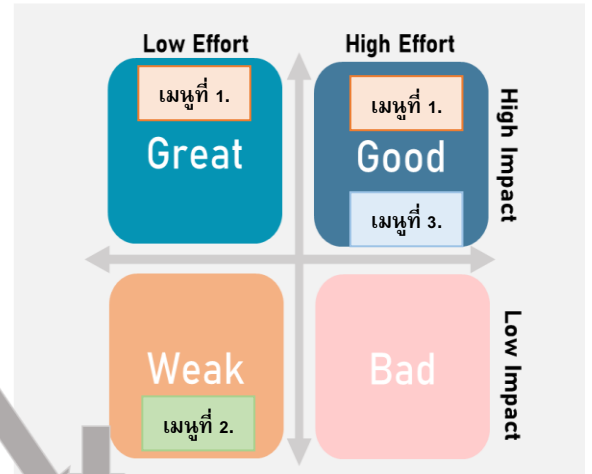 Low Effort
High Effort
เมนูที่ 1.
Great
เมนูที่ 1.
Good
เมนูที่ 3.
High Impact
Weak
เมนูที่ 2.
Bad
Low Impact